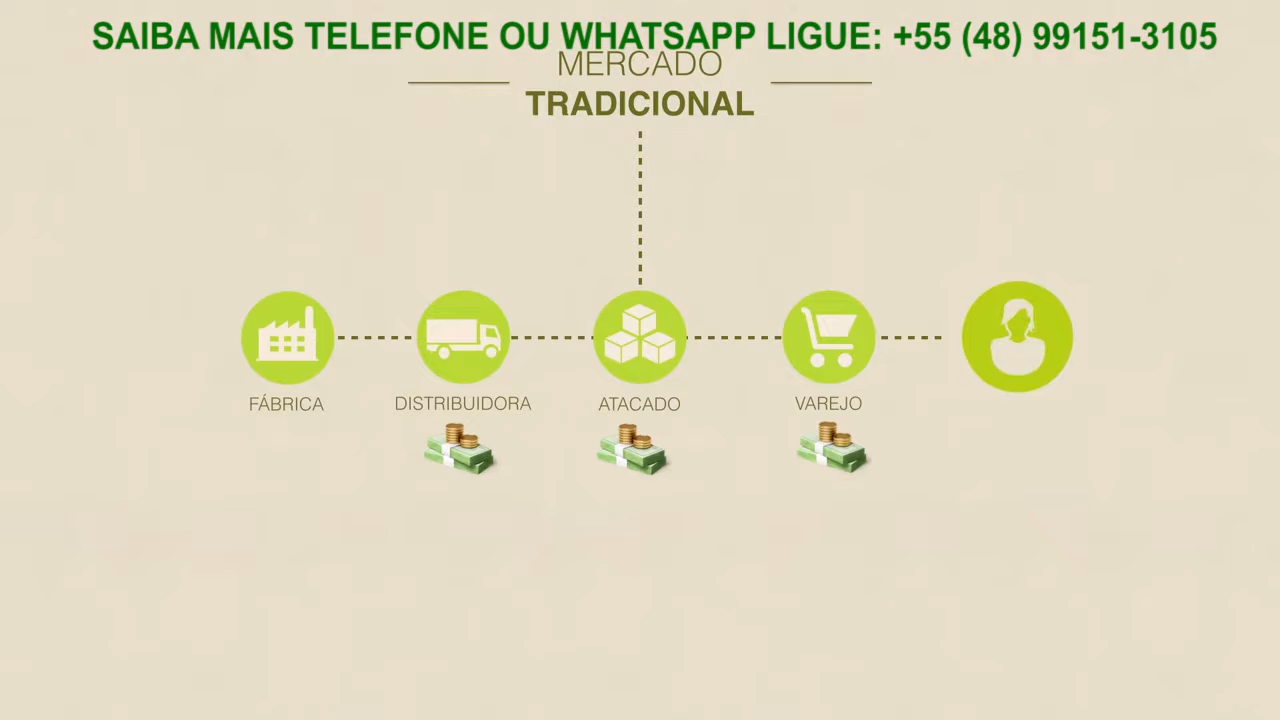 SAIBA MAIS TELEFONE OU WHATSAPP LIGUE: +55 (48) 99151-3105
MERCADO
TRADICIONAL
FÁBRICA
DISTRIBUIDORA
ATACADO
VAREJO